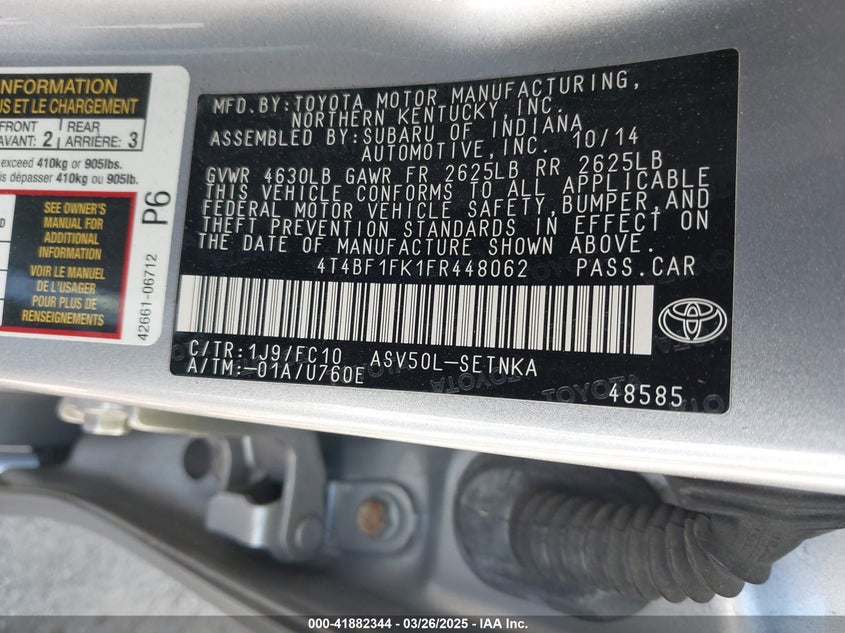 INFORMATION
US ET LE CHARGEMENT
FRONT
AVANT: 2
REAR
ARRIÈRE: 3
exceed 410kg or 905lbs.
s dépasser 410kg ou 905lb.
SEE OWNER'S
MANUAL FOR
ADDITIONAL
INFORMATION
VOIR LE MANUEL
DE L'USAGER
POUR PLUS DE
RENSEIGNEMENTS
P6
42661-06712
MFD.BY:TOYOTA MOTOR MANUFACTURING,
NORTHERN KENTUCKY,INC.
ASSEMBLED BY:SUBARU OF INDIANA
AUTOMOTIVE,INC. 10/14
GVWR 4630LB GAWR FR 2625LB RR 2625LB
THIS VEHICLE CONFORMS TO ALL APPLICABLE
FEDERAL MOTOR VEHICLE SAFETY,BUMPER,AND
THEFT PREVENTION STANDARDS IN EFFECT ON
THE DATE OF MANUFACTURE SHOWN ABOVE.
4T4BF1FK1FR448062 PASS.CAR
C/TR:1J9/FC10 ASV50L-SETNKA
A/TM:-01A/U760E
48585
000-41882344 — 03/26/2025 — IAA Inc.